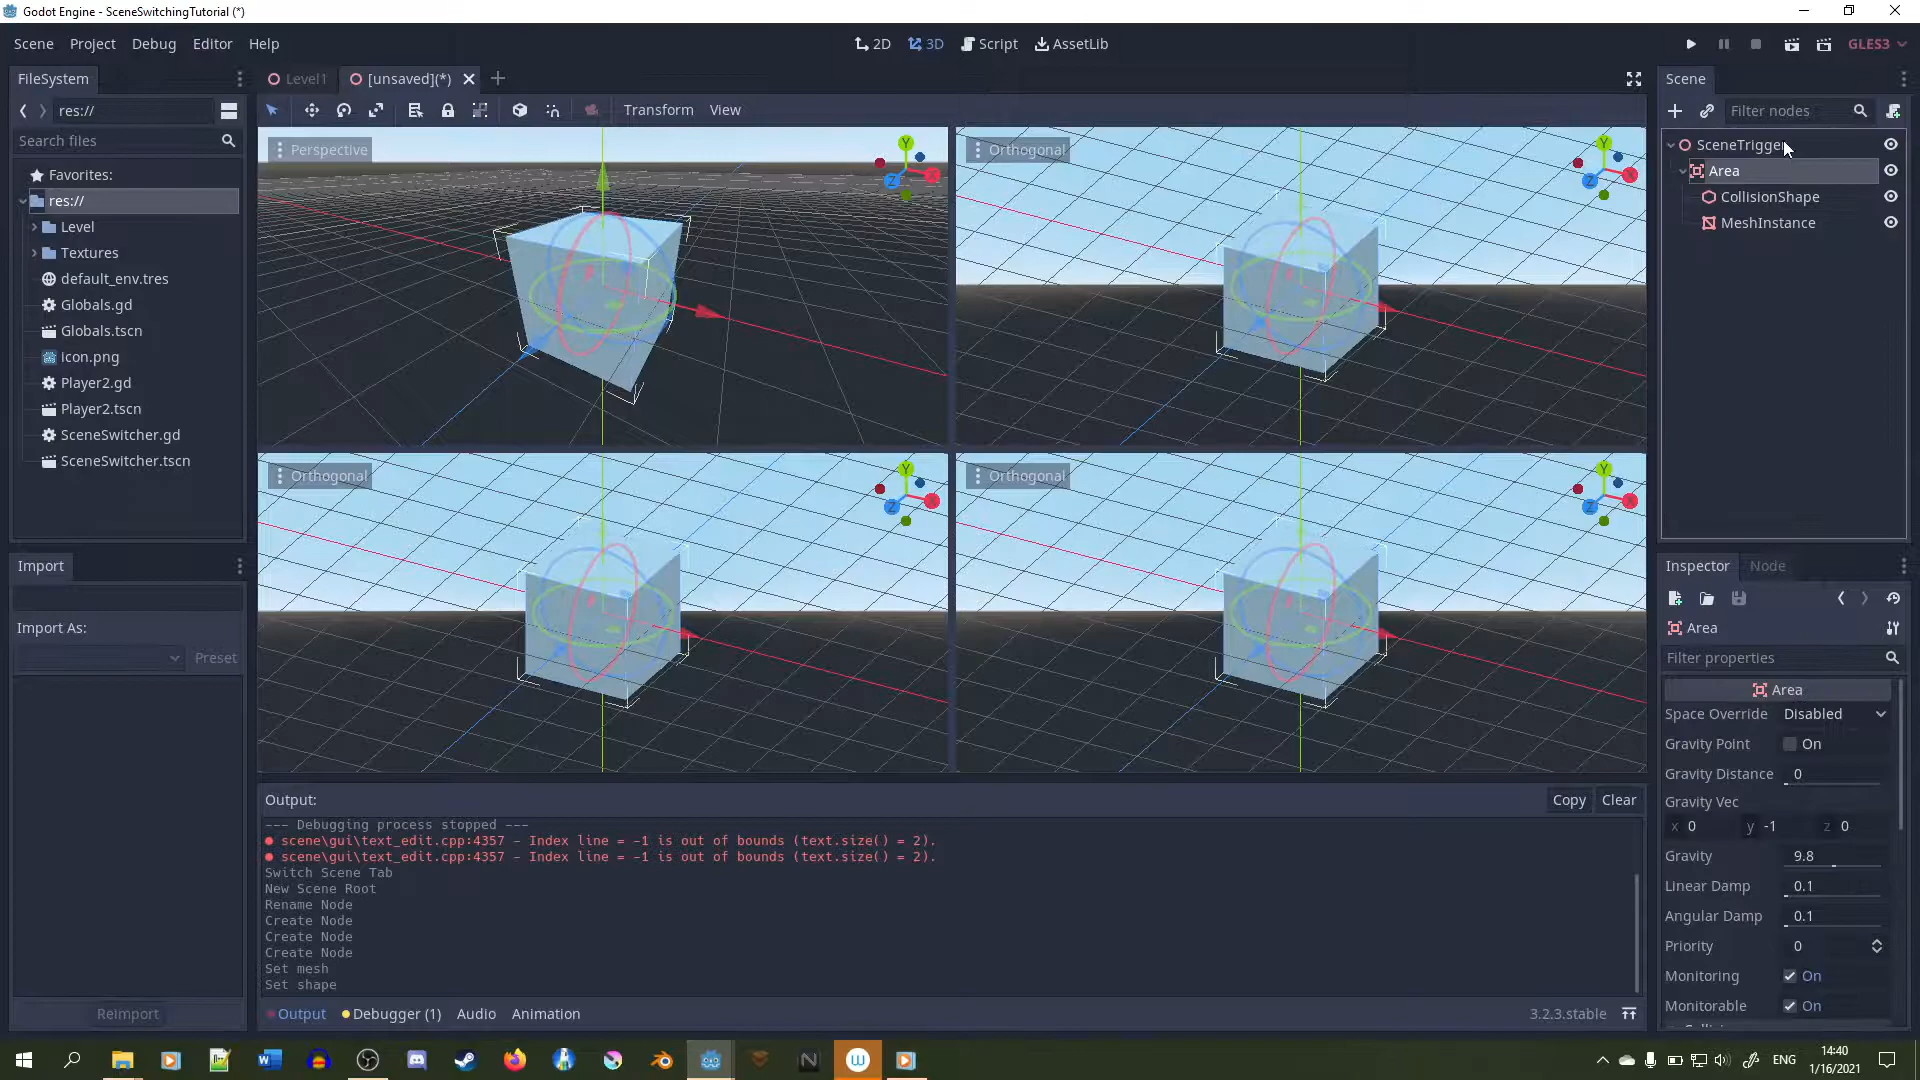 Godot Engine - SceneSwitchingTutorial (*)
Scene Project Debug Editor Help
2D 3D Script AssetLib
GLES3
FileSystem
res://
Search files
Favorites:
res://
Level
Textures
default_env.tres
Globals.gd
Globals.tscn
icon.png
Player2.gd
Player2.tscn
SceneSwitcher.gd
SceneSwitcher.tscn
Import
Import As:
Preset
Reimport
Level1 [unsaved](*)
Transform View
Perspective
Y
X
Z
Orthogonal
Y
X
Z
Orthogonal
Y
X
Z
Orthogonal
Y
X
Z
Output:
Copy Clear
--- Debugging process stopped ---
scene\gui\text_edit.cpp:4357 - Index line = -1 is out of bounds (text.size() = 2).
scene\gui\text_edit.cpp:4357 - Index line = -1 is out of bounds (text.size() = 2).
Switch Scene Tab
New Scene Root
Rename Node
Create Node
Create Node
Create Node
Set mesh
Set shape
Output Debugger (1) Audio Animation
3.2.3.stable
Scene
Filter nodes
SceneTrigger
Area
CollisionShape
MeshInstance
Inspector Node
Area
Filter properties
Area
Space Override Disabled
Gravity Point On
Gravity Distance 0
Gravity Vec
x 0 y -1 z 0
Gravity 9.8
Linear Damp 0.1
Angular Damp 0.1
Priority 0
Monitoring On
Monitorable On
ENG
14:40
1/16/2021